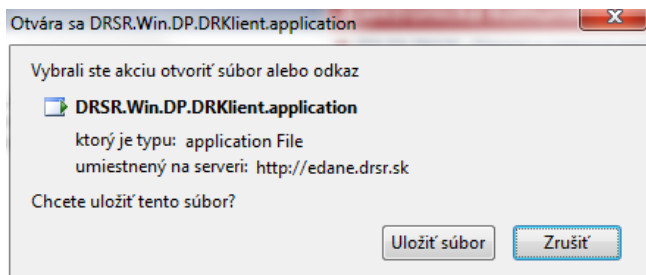 Otvára sa DRSR.Win.DP.DRKlient.application
Vybrali ste akciu otvoriť súbor alebo odkaz
DRSR.Win.DP.DRKlient.application
ktorý je typu: application File
umiestnený na serveri: http://edane.drsr.sk
Chcete uložiť tento súbor?
Uložiť súbor Zrušiť